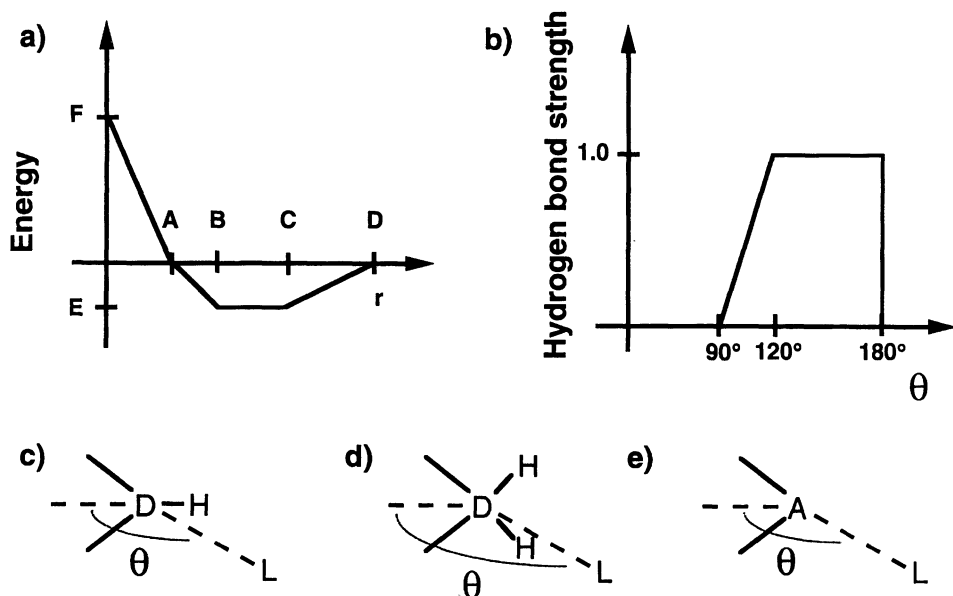 a)
Energy
F
A B C D
E
r
b)
Hydrogen bond strength
1.0
90° 120° 180°
θ
c)
D H
θ
L
d)
H
D
H
θ
L
e)
A
θ
L